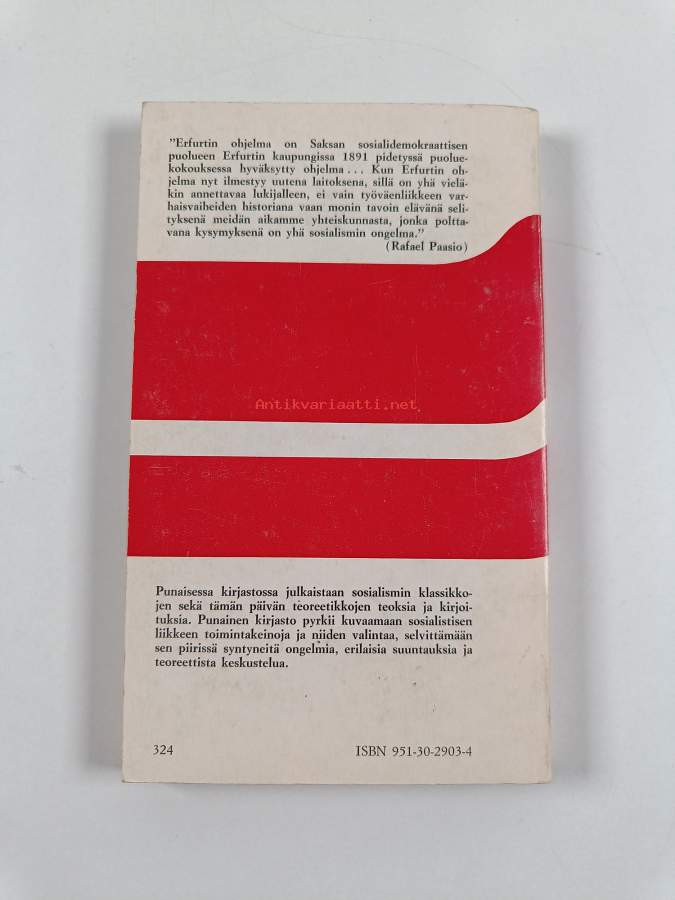 "Erfurtin ohjelma on Saksan sosialidemokraattisen
puolueen Erfurtin kaupungissa 1891 pidetyssä puolue-
kokouksessa hyväksytty ohjelma... Kun Erfurtin oh-
jelma nyt ilmestyy uutena laitoksena, sillä on yhä vielä-
kin annettavaa lukijalleen, ei vain työväenliikkeen var-
haisvaiheiden historiana vaan monin tavoin elävänä seli-
tyksenä meidän aikamme yhteiskunnasta, jonka poltta-
vana kysymyksenä on yhä sosialismin ongelma."
(Rafael Paasio)
Antikvariaatti.net
Punaisessa kirjastossa julkaistaan sosialismin klassikko-
jen sekä tämän päivän teoreetikkojen teoksia ja kirjoi-
tuksia. Punainen kirjasto pyrkii kuvaamaan sosialistisen
liikkeen toimintakeinoja ja niiden valintaa, selvittämään
sen piirissä syntyneitä ongelmia, erilaisia suuntauksia ja
teoreettista keskustelua.
324 ISBN 951-30-2903-4